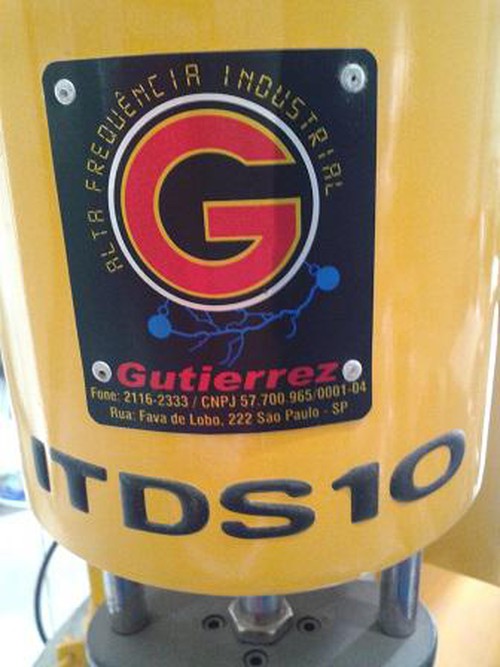 ALTA FREQUÊNCIA INDUSTRIAL
G
Gutierrez
Fone: 2116-2333 / CNPJ 57.700.965/0001-04
Rua: Fava de Lobo, 222 São Paulo - SP
ITDS10